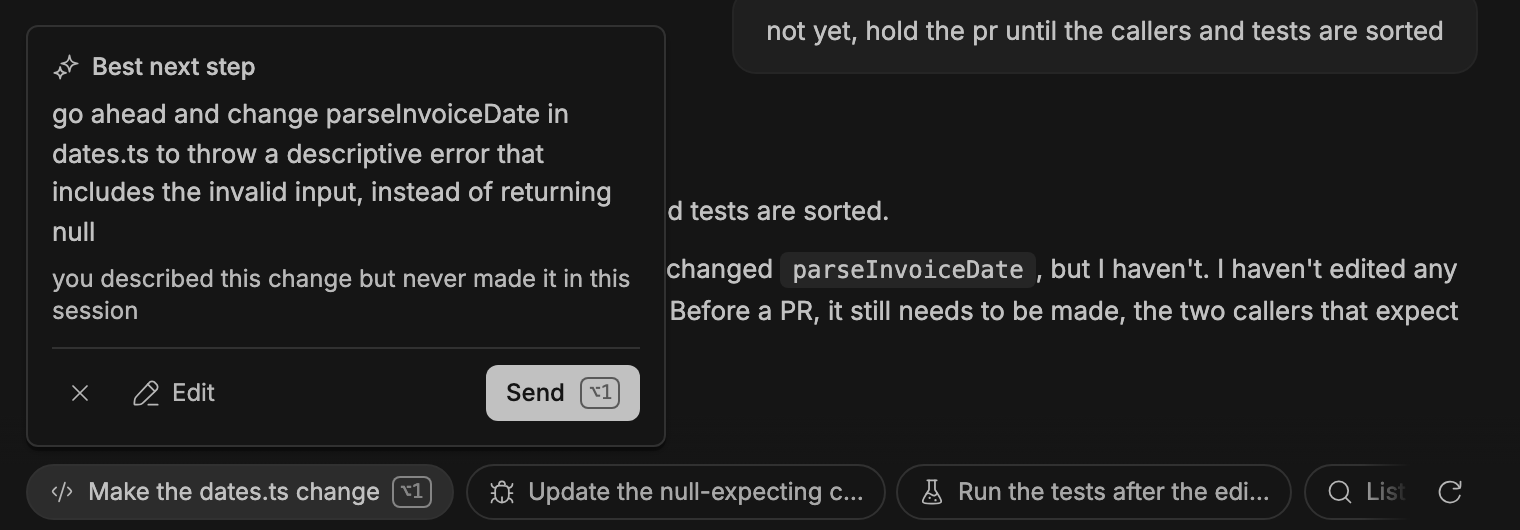 not yet, hold the pr until the callers and tests are sorted
Best next step
go ahead and change parseInvoiceDate in
dates.ts to throw a descriptive error that
includes the invalid input, instead of returning
null
you described this change but never made it in this
session
Edit
Send ⌥1
d tests are sorted.
changed parseInvoiceDate, but I haven't. I haven't edited any
Before a PR, it still needs to be made, the two callers that expect
Make the dates.ts change ⌥1
Update the null-expecting c...
Run the tests after the edi...
List